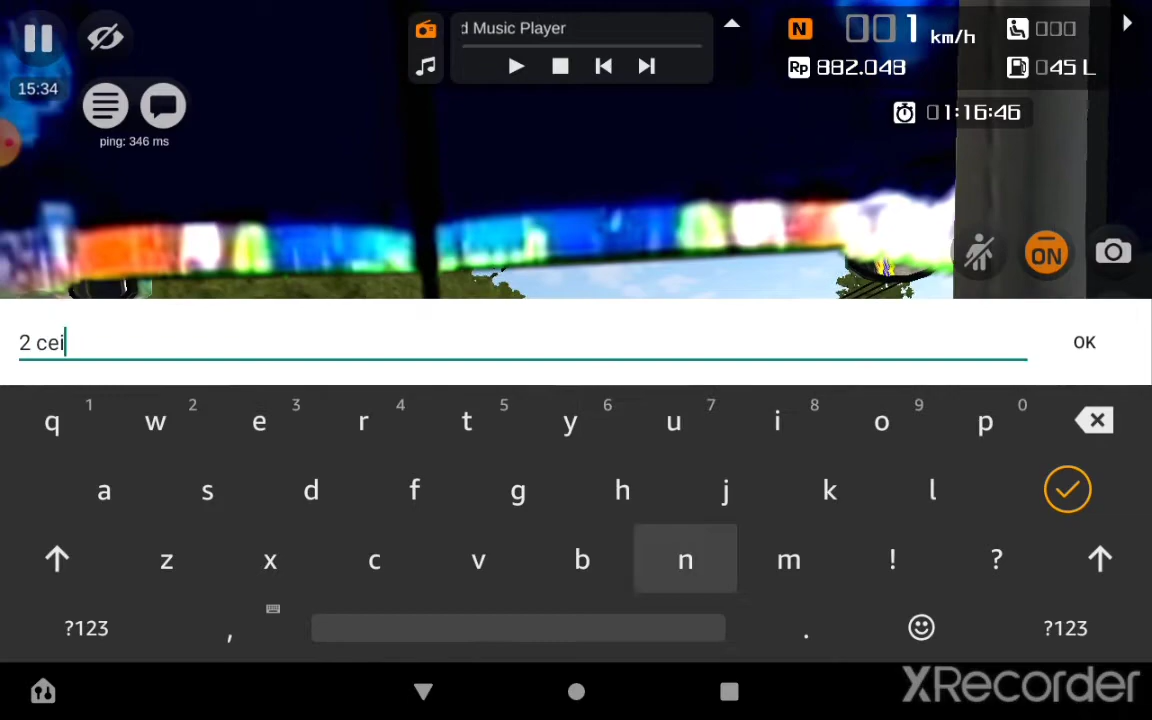 d Music Player
N 001 km/h
Rp 882.048
045 L
15:34
01:16:46
ping: 346 ms
ON
2 cei
OK
1 2 3 4 5 6 7 8 9 0
q w e r t y u i o p
a s d f g h j k l
z x c v b n m ! ?
?123 , . ?123
XRecorder